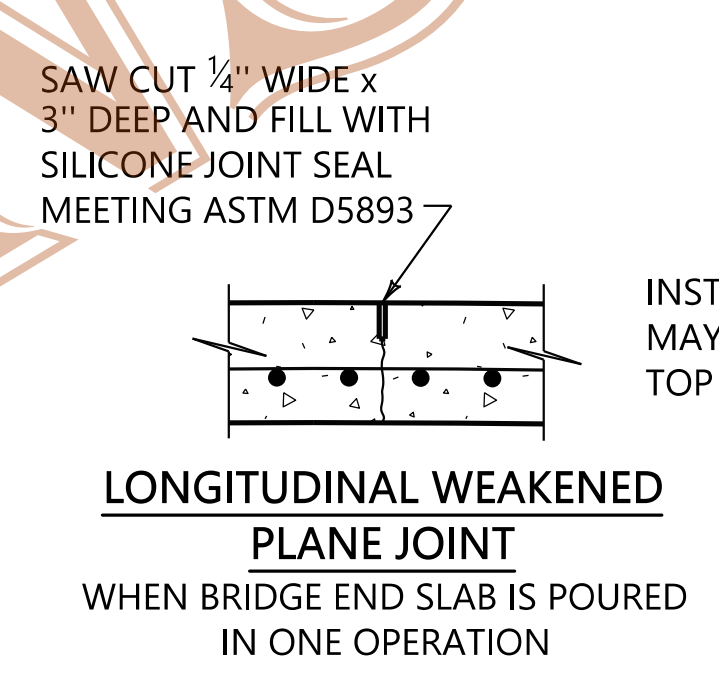 SAW CUT ¼'' WIDE x
3'' DEEP AND FILL WITH
SILICONE JOINT SEAL
MEETING ASTM D5893
INST
MAY
TOP
LONGITUDINAL WEAKENED
PLANE JOINT
WHEN BRIDGE END SLAB IS POURED
IN ONE OPERATION